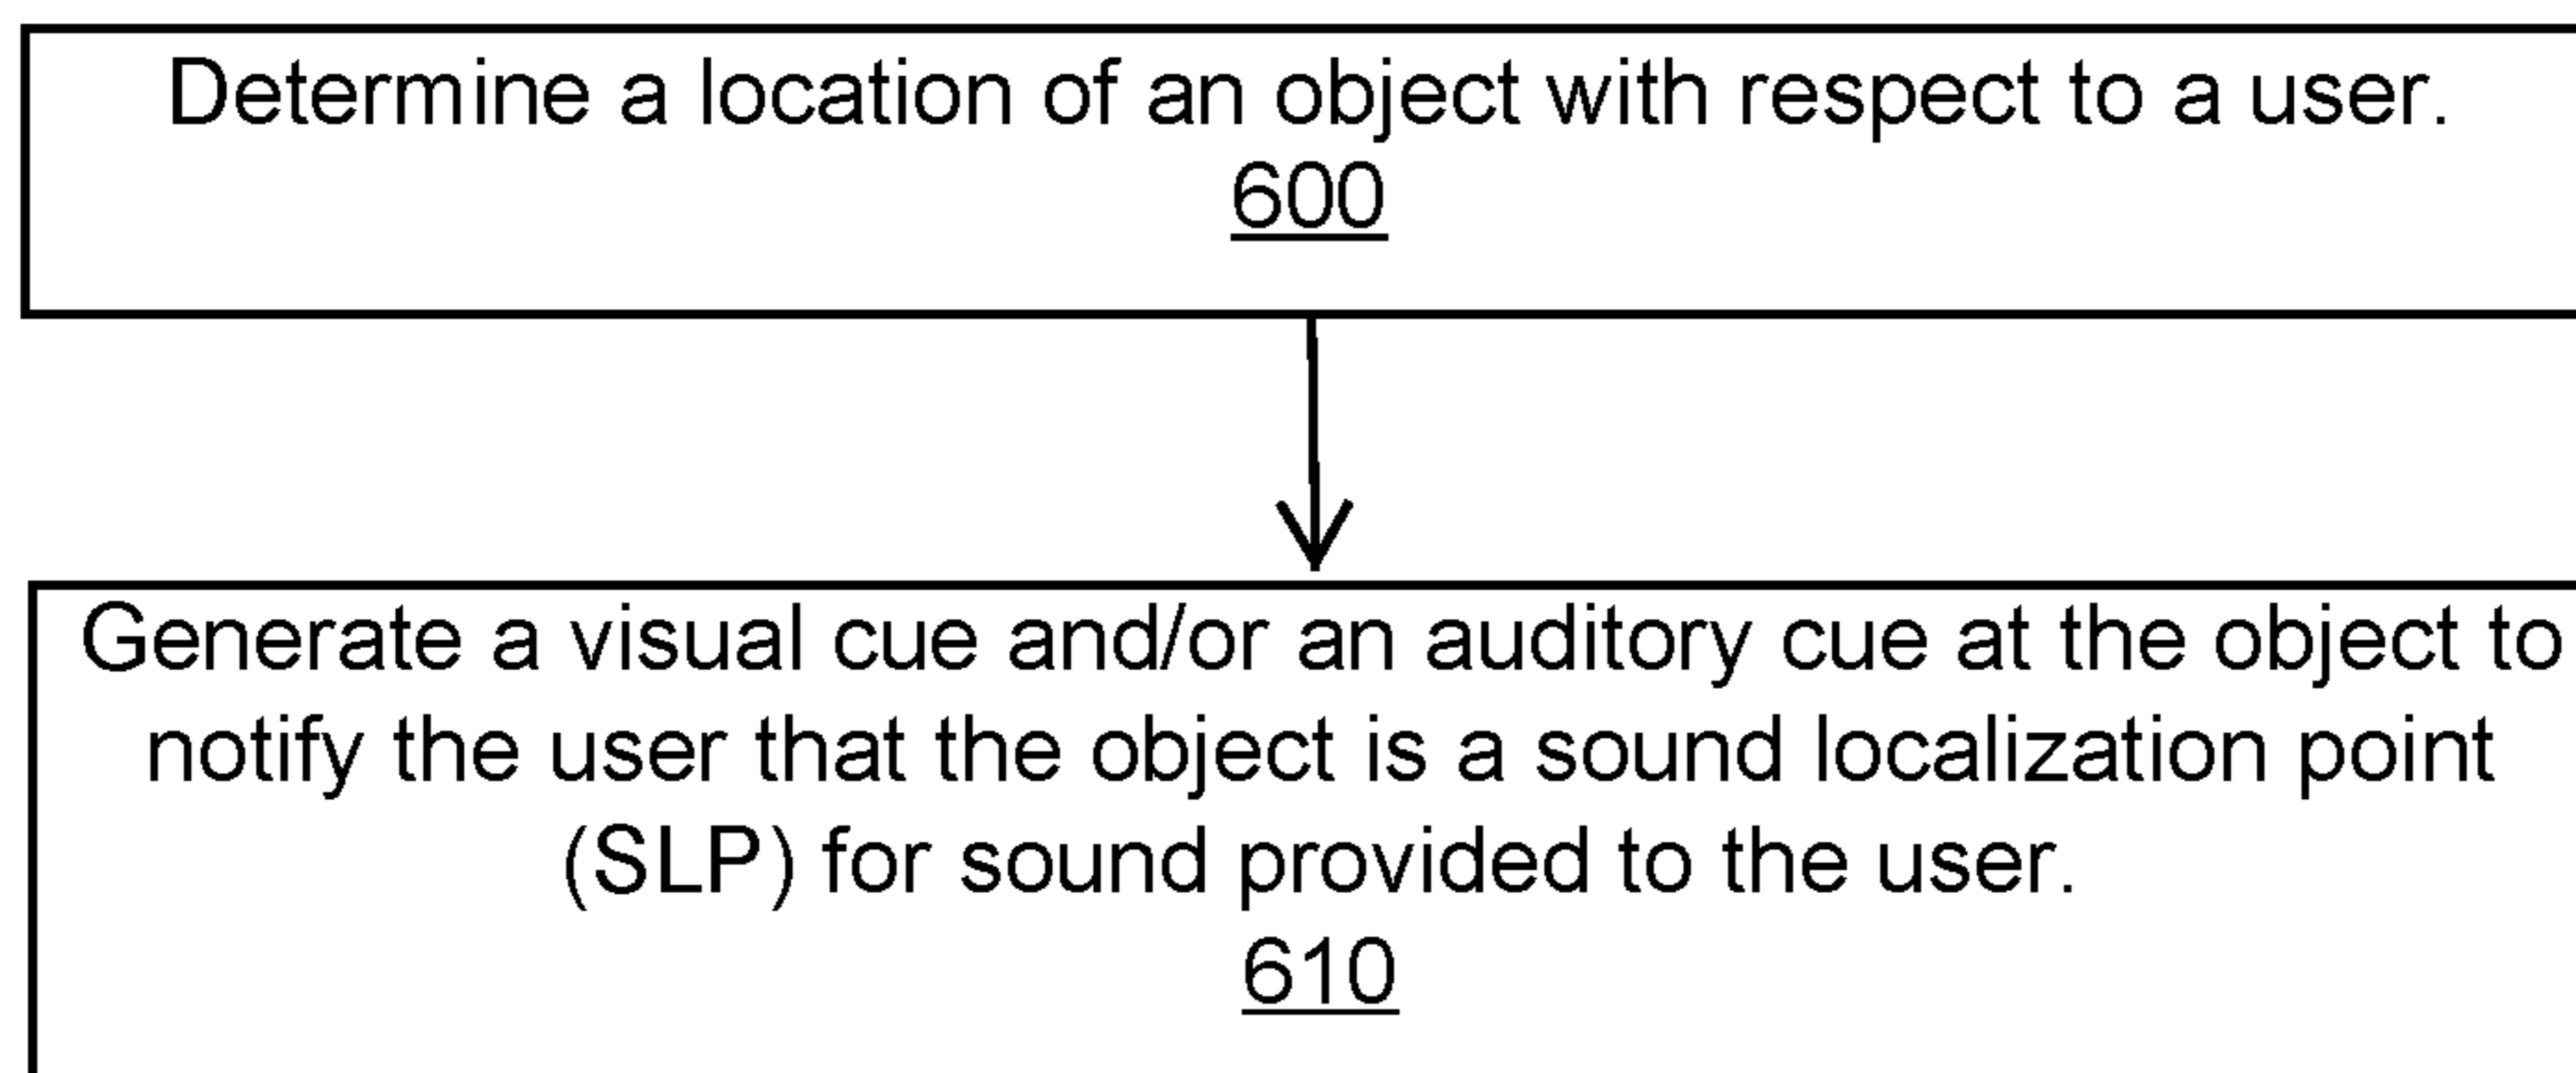 Determine a location of an object with respect to a user.
600
Generate a visual cue and/or an auditory cue at the object to
notify the user that the object is a sound localization point
(SLP) for sound provided to the user.
610